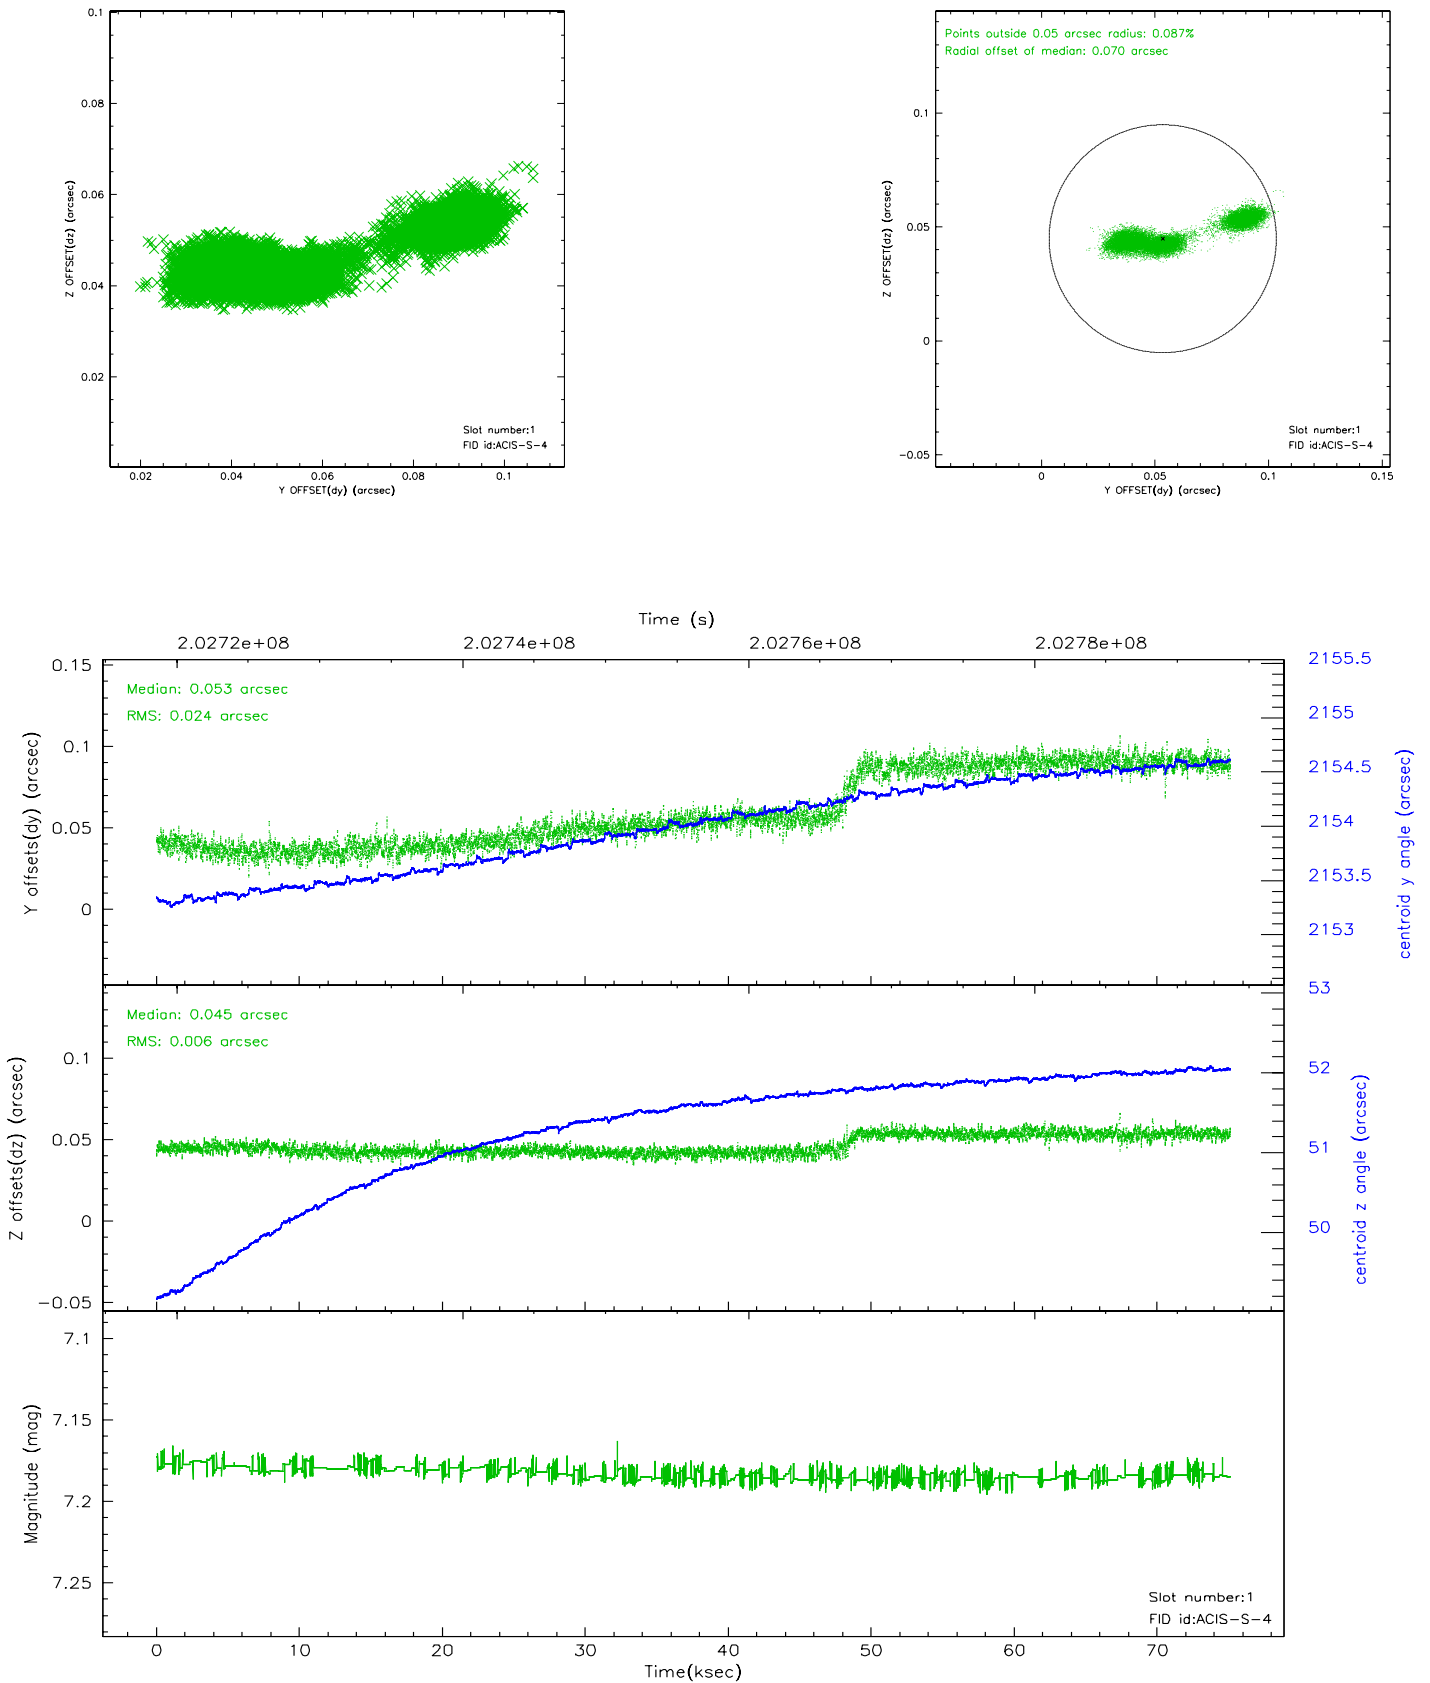 0.1
0.08
0.06
0.04
0.02
Z OFFSET(dz) (arcsec)
Slot number:1
FID id:ACIS-S-4
0.02 0.04 0.06 0.08 0.1
Y OFFSET(dy) (arcsec)
Points outside 0.05 arcsec radius: 0.087%
Radial offset of median: 0.070 arcsec
0.1
0.05
0
-0.05
Z OFFSET(dz) (arcsec)
Slot number:1
FID id:ACIS-S-4
0 0.05 0.1 0.15
Y OFFSET(dy) (arcsec)
Time (s)
2.0272e+08 2.0274e+08 2.0276e+08 2.0278e+08
Median: 0.053 arcsec
RMS: 0.024 arcsec
0.15
0.1
0.05
0
Y offsets(dy) (arcsec)
2155.5
2155
2154.5
2154
2153.5
2153
centroid y angle (arcsec)
Median: 0.045 arcsec
RMS: 0.006 arcsec
0.1
0.05
0
-0.05
Z offsets(dz) (arcsec)
53
52
51
50
centroid z angle (arcsec)
7.1
7.15
7.2
7.25
Magnitude (mag)
Slot number:1
FID id:ACIS-S-4
0 10 20 30 40 50 60 70
Time(ksec)